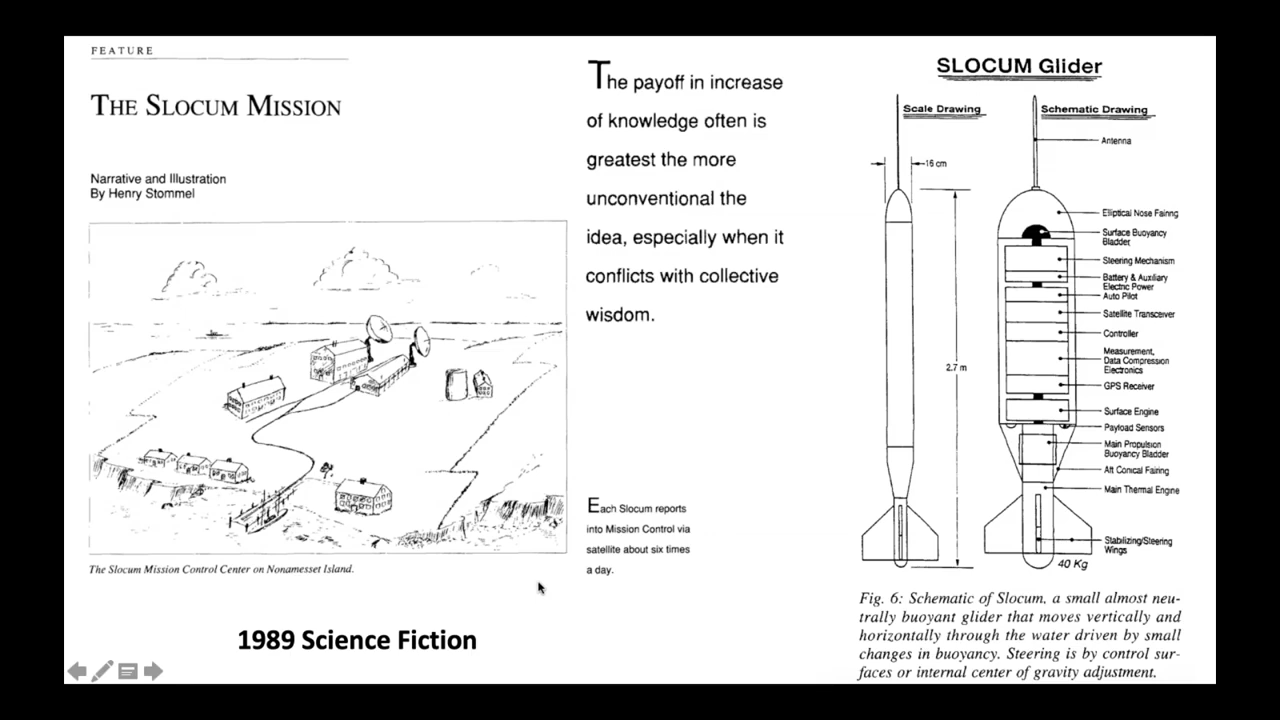 FEATURE
THE SLOCUM MISSION
Narrative and Illustration
By Henry Stommel
The Slocum Mission Control Center on Nonamesset Island.
1989 Science Fiction
The payoff in increase
of knowledge often is
greatest the more
unconventional the
idea, especially when it
conflicts with collective
wisdom.
Each Slocum reports
into Mission Control via
satellite about six times
a day.
SLOCUM Glider
Scale Drawing
Schematic Drawing
Antenna
16 cm
Elliptical Nose Fairing
Surface Buoyancy
Bladder
Steering Mechanism
Battery & Auxiliary
Electric Power
Auto Pilot
Satellite Transceiver
Controller
Measurement,
Data Compression
Electronics
2.7 m
GPS Receiver
Surface Engine
Payload Sensors
Main Propulsion
Buoyancy Bladder
Aft Conical Fairing
Main Thermal Engine
Stabilizing/Steering
Wings
40 Kg
Fig. 6: Schematic of Slocum, a small almost neu-
trally buoyant glider that moves vertically and
horizontally through the water driven by small
changes in buoyancy. Steering is by control sur-
faces or internal center of gravity adjustment.